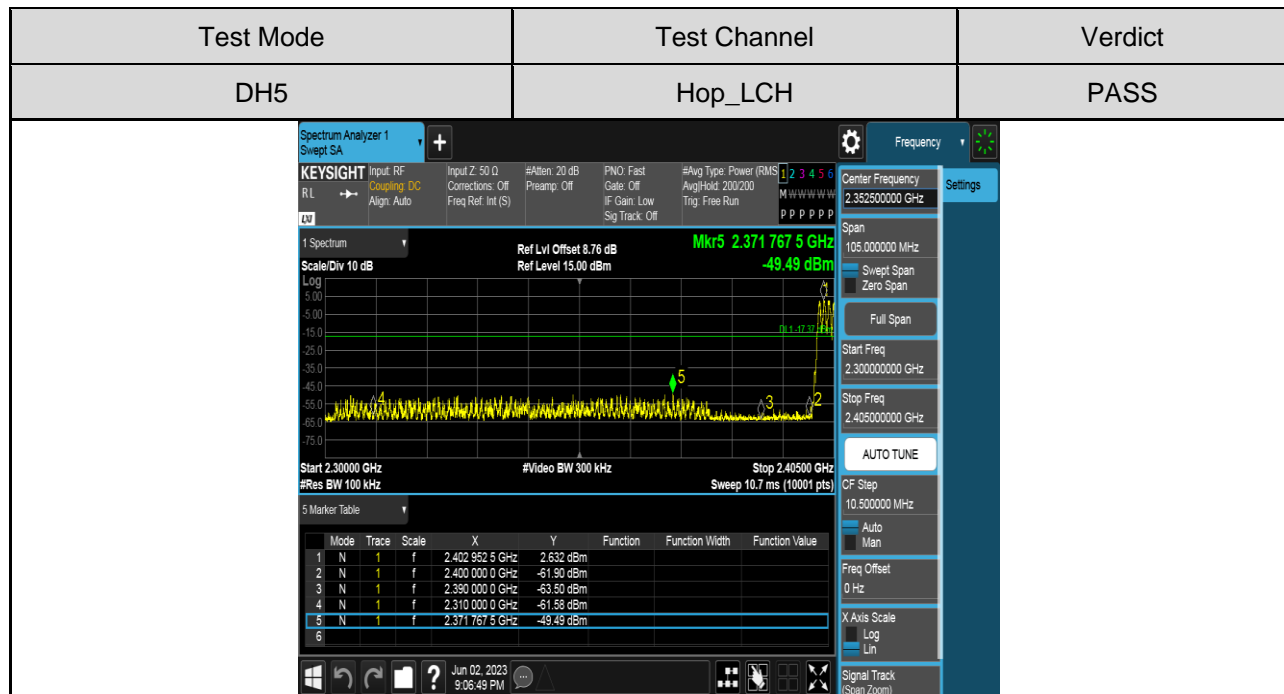 Test Mode Test Channel Verdict
DH5 Hop_LCH PASS
Spectrum Analyzer 1
Swept SA
+
Frequency
KEYSIGHT Input: RF Input Z: 50 Ω #Atten: 20 dB PNO: Fast #Avg Type: Power (RMS 1 2 3 4 5 6
RL Coupling: DC Corrections: Off Preamp: Off Gate: Off Avg|Hold: 200/200 M W W W W W
Align: Auto Freq Ref: Int (S) IF Gain: Low Trig: Free Run
LXI Sig Track: Off P P P P P P
1 Spectrum Ref Lvl Offset 8.76 dB Mkr5 2.371 767 5 GHz
Scale/Div 10 dB Ref Level 15.00 dBm -49.49 dBm
Log
5.00
-5.00
-15.0
-25.0
-35.0
-45.0
-55.0
-65.0
-75.0
1
5
4
3
2
Start 2.30000 GHz #Video BW 300 kHz Stop 2.40500 GHz
#Res BW 100 kHz Sweep 10.7 ms (10001 pts)
5 Marker Table
Mode Trace Scale X Y Function Function Width Function Value
1 N 1 f 2.402 952 5 GHz 2.632 dBm
2 N 1 f 2.400 000 0 GHz -61.90 dBm
3 N 1 f 2.390 000 0 GHz -63.50 dBm
4 N 1 f 2.310 000 0 GHz -61.58 dBm
5 N 1 f 2.371 767 5 GHz -49.49 dBm
6
?
Jun 02, 2023
9:06:49 PM
Center Frequency
2.352500000 GHz
Settings
Span
105.000000 MHz
Swept Span
Zero Span
Full Span
Start Freq
2.300000000 GHz
Stop Freq
2.405000000 GHz
AUTO TUNE
CF Step
10.500000 MHz
Auto
Man
Freq Offset
0 Hz
X Axis Scale
Log
Lin
Signal Track
(Span Zoom)